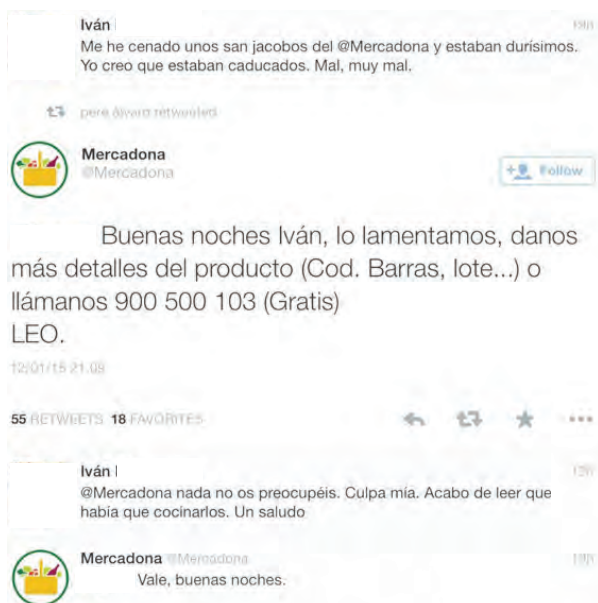 Iván
Me he cenado unos san jacobos del @Mercadona y estaban durísimos.
Yo creo que estaban caducados. Mal, muy mal.
pere álvaro retweeted
Mercadona
@Mercadona
Follow
Buenas noches Iván, lo lamentamos, danos
más detalles del producto (Cod. Barras, lote...) o
llámanos 900 500 103 (Gratis)
LEO.
12/01/15 21:09
55 RETWEETS 18 FAVORITES
Iván
@Mercadona nada no os preocupéis. Culpa mía. Acabo de leer que
había que cocinarlos. Un saludo
Mercadona @Mercadona
Vale, buenas noches.